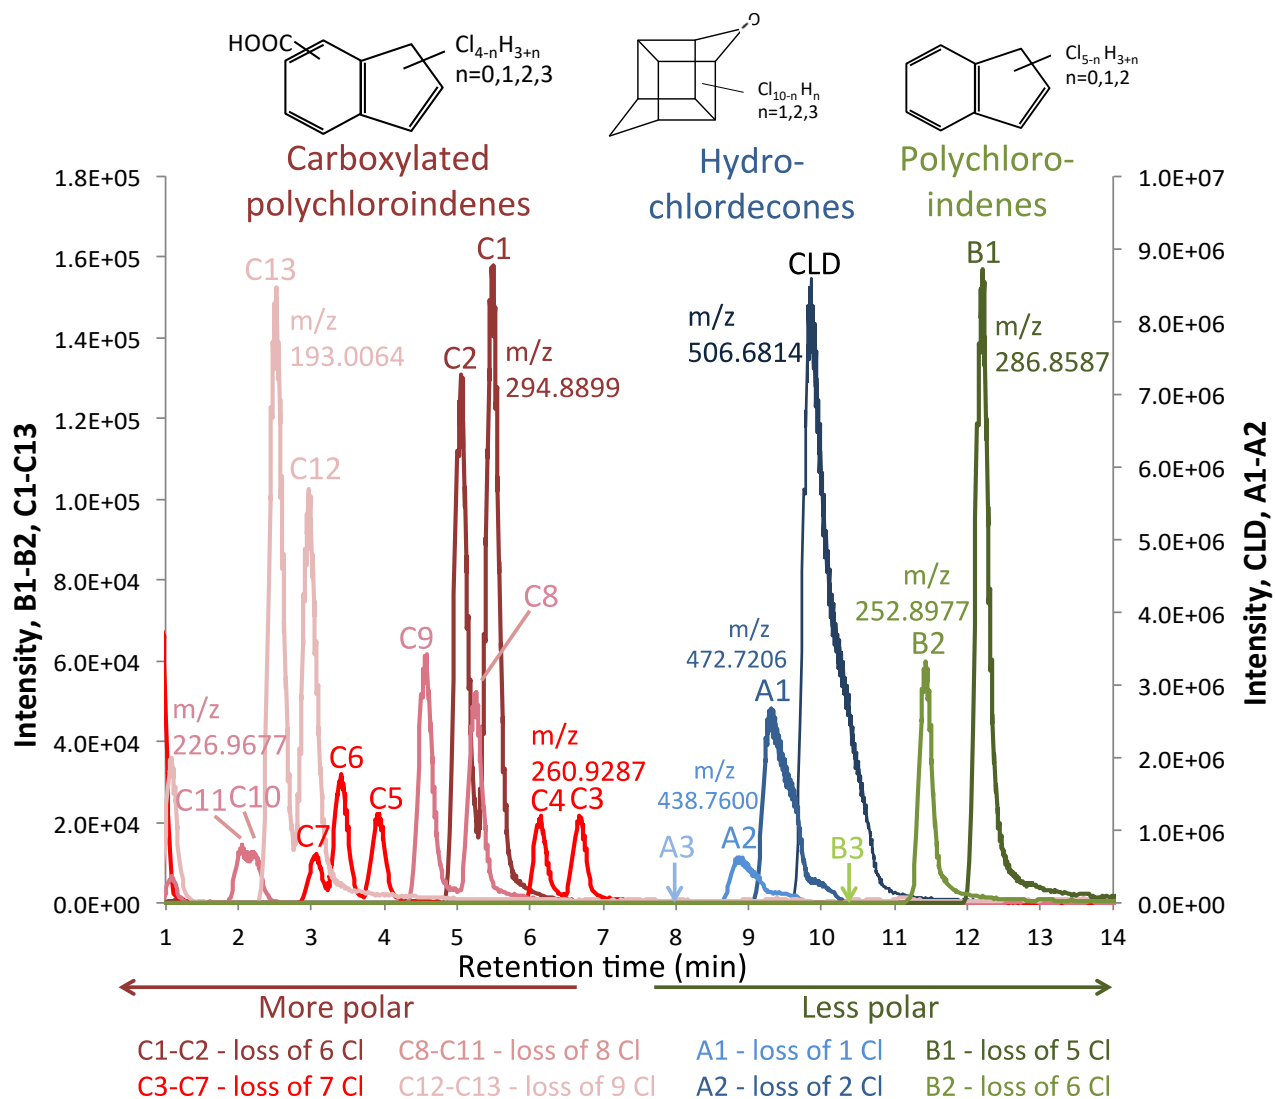 HOOC
Cl4-nH3+n
n=0,1,2,3
O
Cl10-n Hn
n=1,2,3
Cl5-n H3+n
n=0,1,2
Carboxylated
polychloroindenes
Hydro-
chlordecones
Polychloro-
indenes
Intensity, B1-B2, C1-C13
1.8E+05
1.6E+05
1.4E+05
1.2E+05
1.0E+05
8.0E+04
6.0E+04
4.0E+04
2.0E+04
0.0E+00
Intensity, CLD, A1-A2
1.0E+07
9.0E+06
8.0E+06
7.0E+06
6.0E+06
5.0E+06
4.0E+06
3.0E+06
2.0E+06
1.0E+06
0.0E+00
C13
m/z
193.0064
C12
C2
C1
m/z
294.8899
C8
C9
m/z
226.9677
C11
C10
C7
C6
C5
m/z
260.9287
C4
C3
CLD
m/z
506.6814
m/z
472.7206
A1
m/z
438.7600
A2
A3
B3
B1
m/z
286.8587
m/z
252.8977
B2
1 2 3 4 5 6 7 8 9 10 11 12 13 14
Retention time (min)
More polar
Less polar
C1-C2 - loss of 6 Cl
C8-C11 - loss of 8 Cl
A1 - loss of 1 Cl
B1 - loss of 5 Cl
C3-C7 - loss of 7 Cl
C12-C13 - loss of 9 Cl
A2 - loss of 2 Cl
B2 - loss of 6 Cl